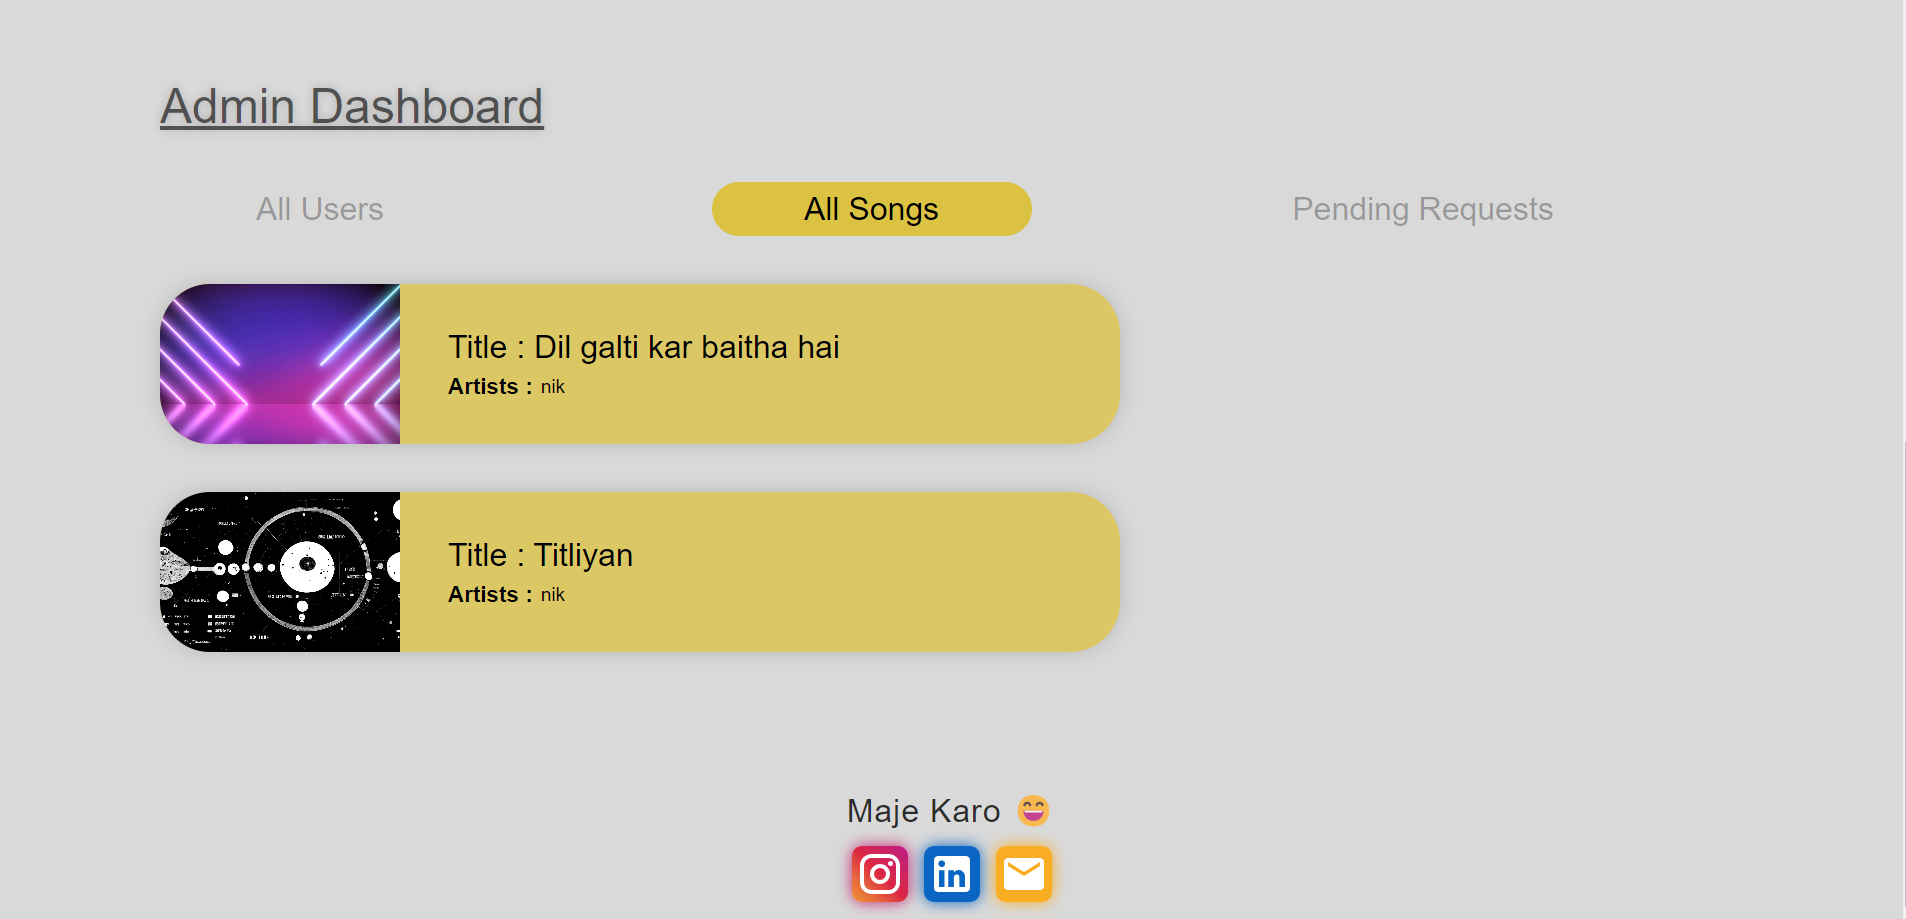 Admin Dashboard
All Users
All Songs
Pending Requests
Title : Dil galti kar baitha hai
Artists : nik
Title : Titliyan
Artists : nik
Maje Karo 😄
in